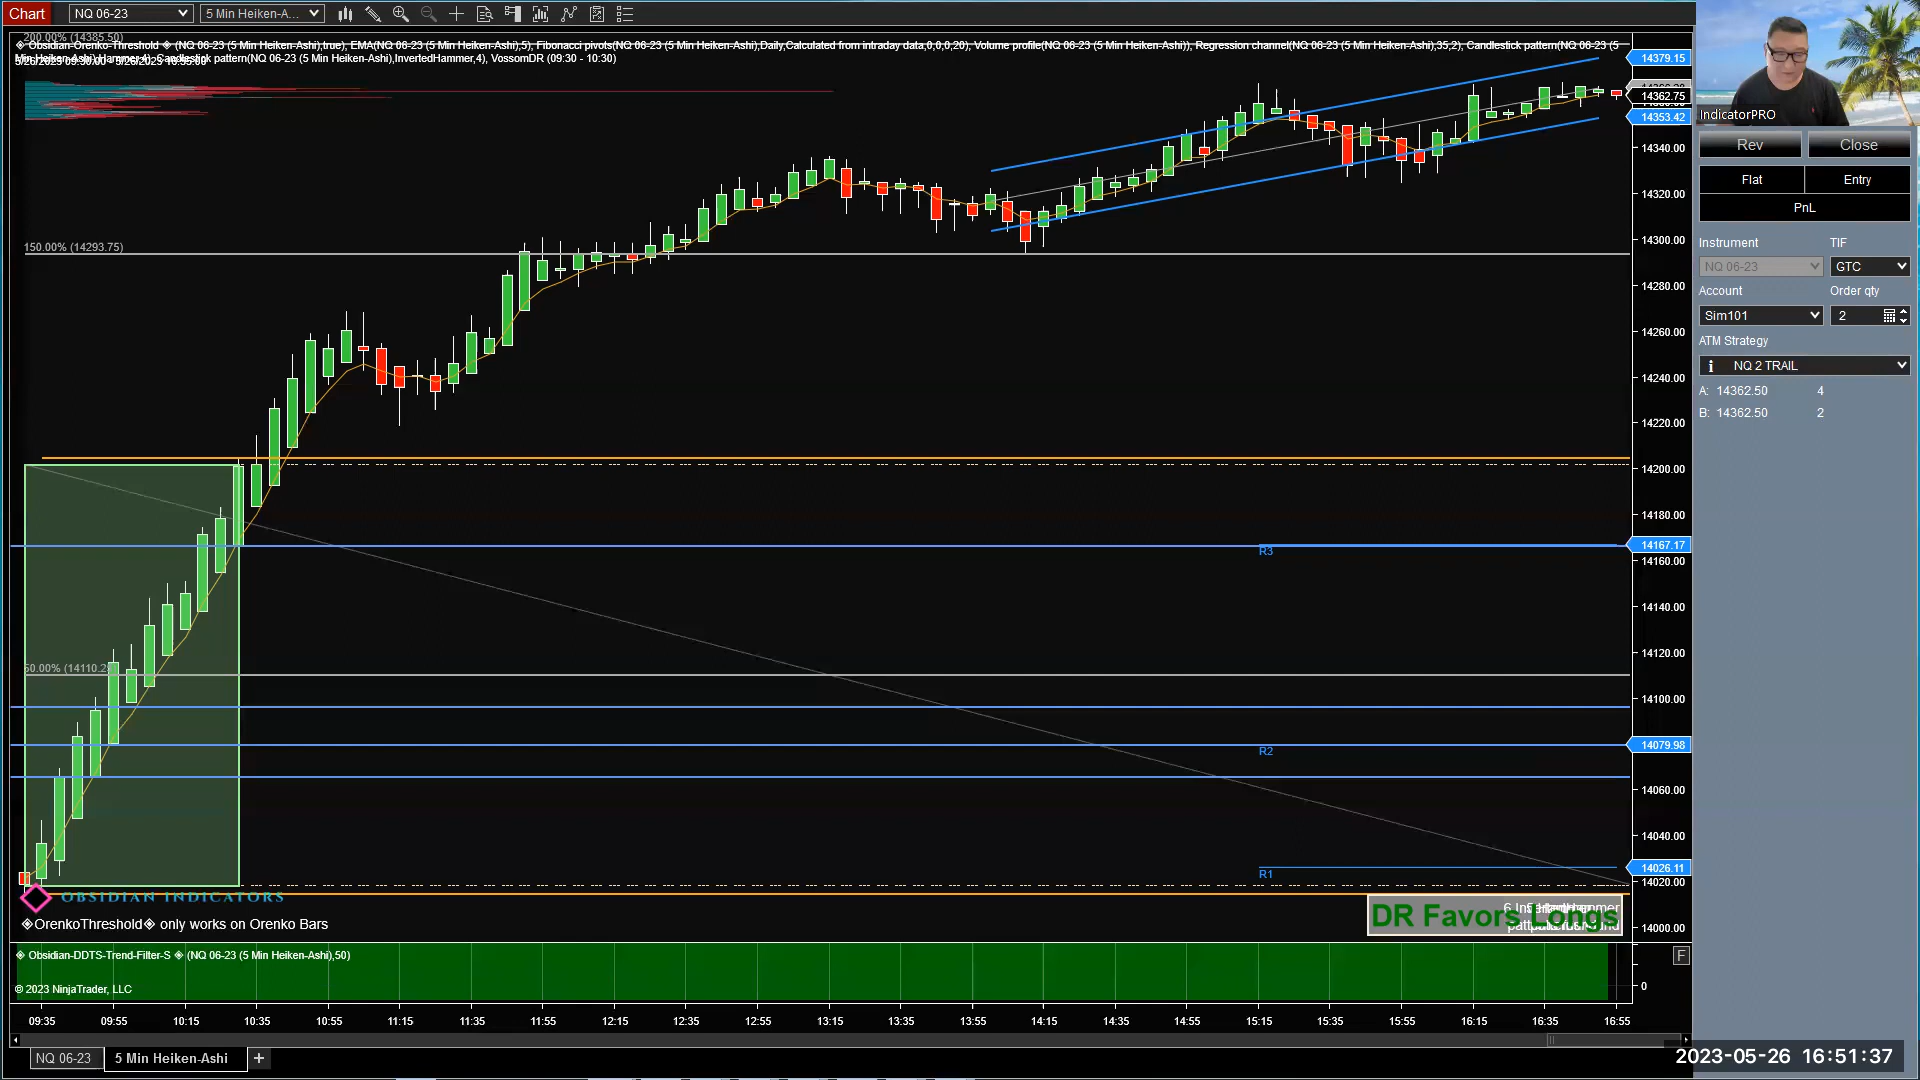 Chart NQ 06-23 5 Min Heiken-A...
200.00% (14385.50)
◈ Obsidian-Orenko-Threshold ◈ (NQ 06-23 (5 Min Heiken-Ashi),true), EMA(NQ 06-23 (5 Min Heiken-Ashi),5), Fibonacci pivots(NQ 06-23 (5 Min Heiken-Ashi),Daily,Calculated from intraday data,0,0,0,20), Volume profile(NQ 06-23 (5 Min Heiken-Ashi)), Regression channel(NQ 06-23 (5 Min Heiken-Ashi),35,2), Candlestick pattern(NQ 06-23 (5
Min Heiken-Ashi),Hammer,4), Candlestick pattern(NQ 06-23 (5 Min Heiken-Ashi),InvertedHammer,4), VossomDR (09:30 - 10:30)
14379.15
14362.75
14353.42
14340.00
14320.00
14300.00
150.00% (14293.75)
14280.00
14260.00
14240.00
14220.00
14200.00
14180.00
R3
14167.17
14160.00
14140.00
14120.00
14100.00
R2
14079.98
14060.00
14040.00
R1
14026.11
14020.00
14000.00
OBSIDIAN INDICATORS
◈OrenkoThreshold◈ only works on Orenko Bars
DR Favors Longs
◈ Obsidian-DDTS-Trend-Filter-S ◈ (NQ 06-23 (5 Min Heiken-Ashi),50)
F
0
© 2023 NinjaTrader, LLC
09:35 09:55 10:15 10:35 10:55 11:15 11:35 11:55 12:15 12:35 12:55 13:15 13:35 13:55 14:15 14:35 14:55 15:15 15:35 15:55 16:15 16:35 16:55
NQ 06-23 5 Min Heiken-Ashi +
IndicatorPRO
Rev Close
Flat Entry
PnL
Instrument TIF
NQ 06-23 GTC
Account Order qty
Sim101 2
ATM Strategy
i NQ 2 TRAIL
A: 14362.50 4
B: 14362.50 2
2023-05-26 16:51:37